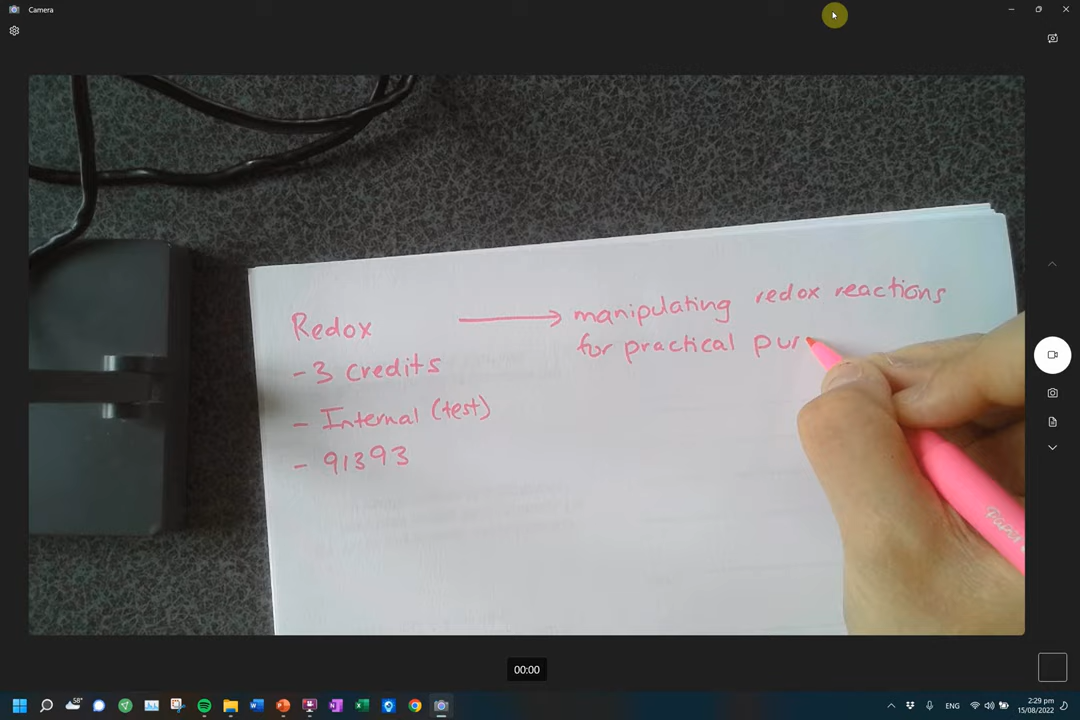 Camera
Redox → manipulating redox reactions
for practical pur
- 3 credits
- Internal (test)
- 91393
00:00
58°
ENG
2:29 pm
15/08/2022